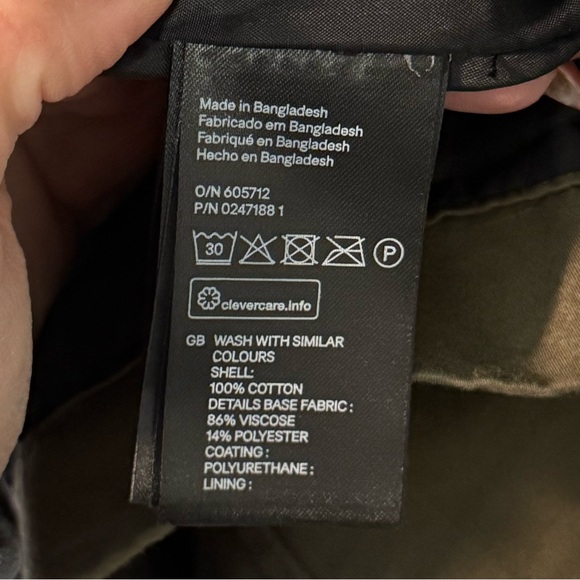 Made in Bangladesh
Fabricado em Bangladesh
Fabriqué en Bangladesh
Hecho en Bangladesh
O/N 605712
P/N 0247188 1
30 P
clevercare.info
GB WASH WITH SIMILAR
COLOURS
SHELL:
100% COTTON
DETAILS BASE FABRIC:
86% VISCOSE
14% POLYESTER
COATING:
POLYURETHANE:
LINING: